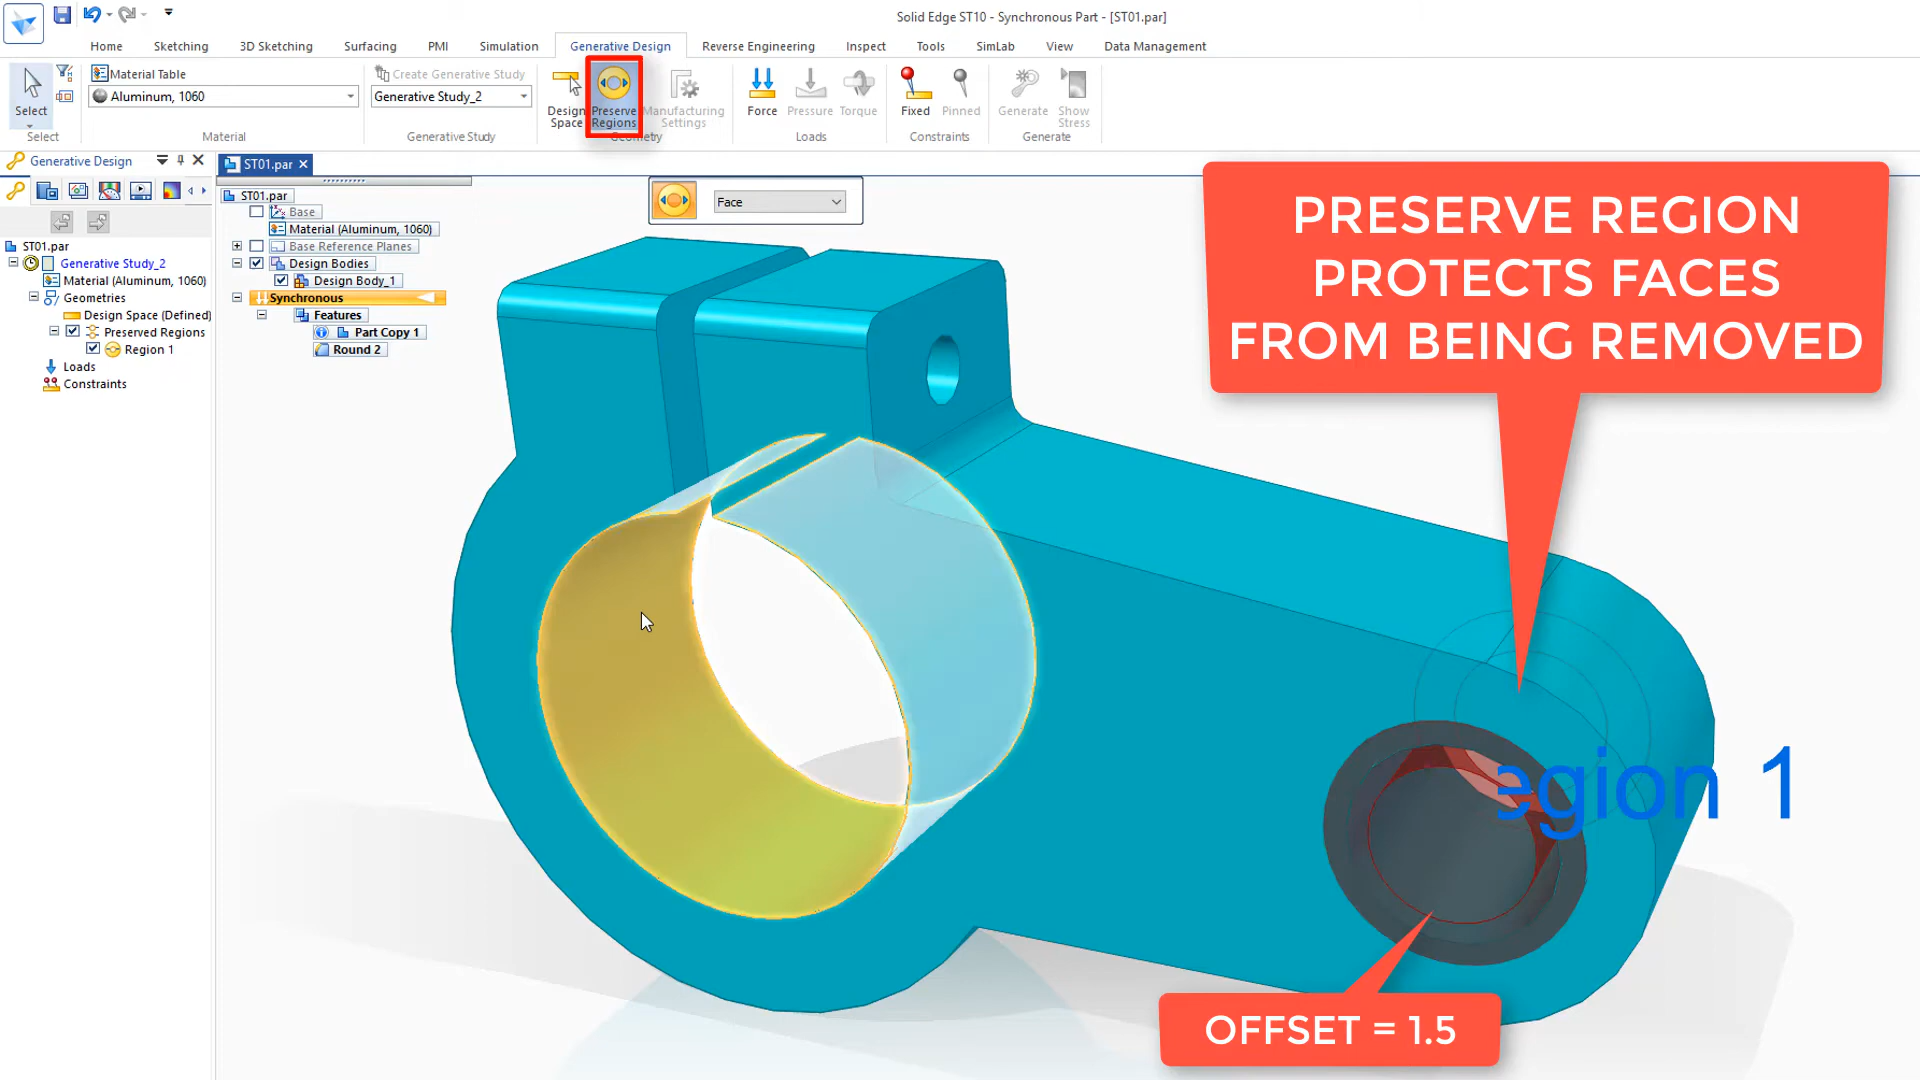 Solid Edge ST10 - Synchronous Part - [ST01.par]
Home
Sketching
3D Sketching
Surfacing
PMI
Simulation
Generative Design
Reverse Engineering
Inspect
Tools
SimLab
View
Data Management
Select
Select
Material Table
Aluminum, 1060
Material
Create Generative Study
Generative Study_2
Generative Study
Design
Space
Preserve
Regions
Manufacturing
Settings
Geometry
Force
Pressure
Torque
Loads
Fixed
Pinned
Constraints
Generate
Show
Stress
Generate
Generative Design
ST01.par
Generative Study_2
Material (Aluminum, 1060)
Geometries
Design Space (Defined)
Preserved Regions
Region 1
Loads
Constraints
ST01.par
ST01.par
Base
Material (Aluminum, 1060)
Base Reference Planes
Design Bodies
Design Body_1
Synchronous
Features
Part Copy 1
Round 2
Face
PRESERVE REGION
PROTECTS FACES
FROM BEING REMOVED
egion 1
OFFSET = 1.5